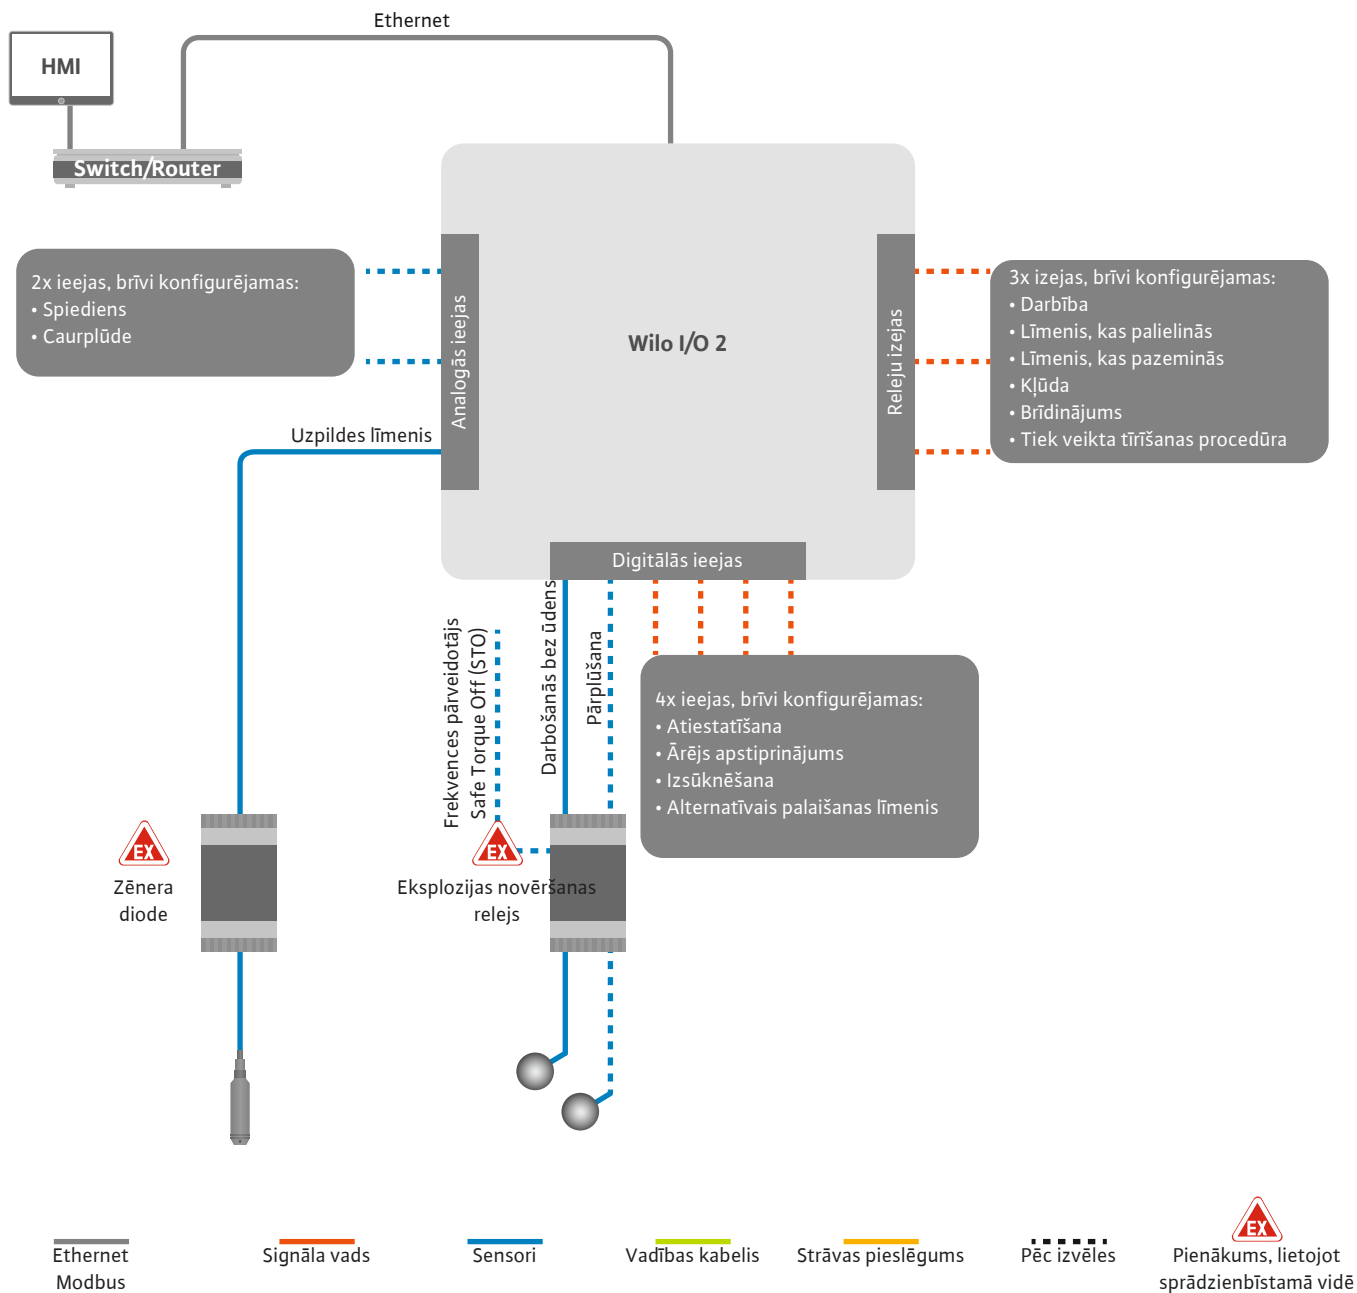 Ethernet
HMI
Switch/Router
2x ieejas, brīvi konfigurējamas:
• Spiediens
• Caurplūde
Analogās ieejas
Wilo I/O 2
Releju izejas
3x izejas, brīvi konfigurējamas:
• Darbība
• Līmenis, kas palielinās
• Līmenis, kas pazeminās
• Kļūda
• Brīdinājums
• Tiek veikta tīrīšanas procedūra
Uzpildes līmenis
Digitālās ieejas
Frekvences pārveidotājs
Safe Torque Off (STO)
Darbošanās bez ūdens
Pārplūšana
4x ieejas, brīvi konfigurējamas:
• Atiestatīšana
• Ārējs apstiprinājums
• Izsūknēšana
• Alternatīvais palaišanas līmenis
EX
Zēnera
diode
EX
Eksplozijas novēršanas
relejs
Ethernet
Modbus
Signāla vads
Sensori
Vadības kabelis
Strāvas pieslēgums
Pēc izvēles
EX
Pienākums, lietojot
sprādzienbīstamā vidē